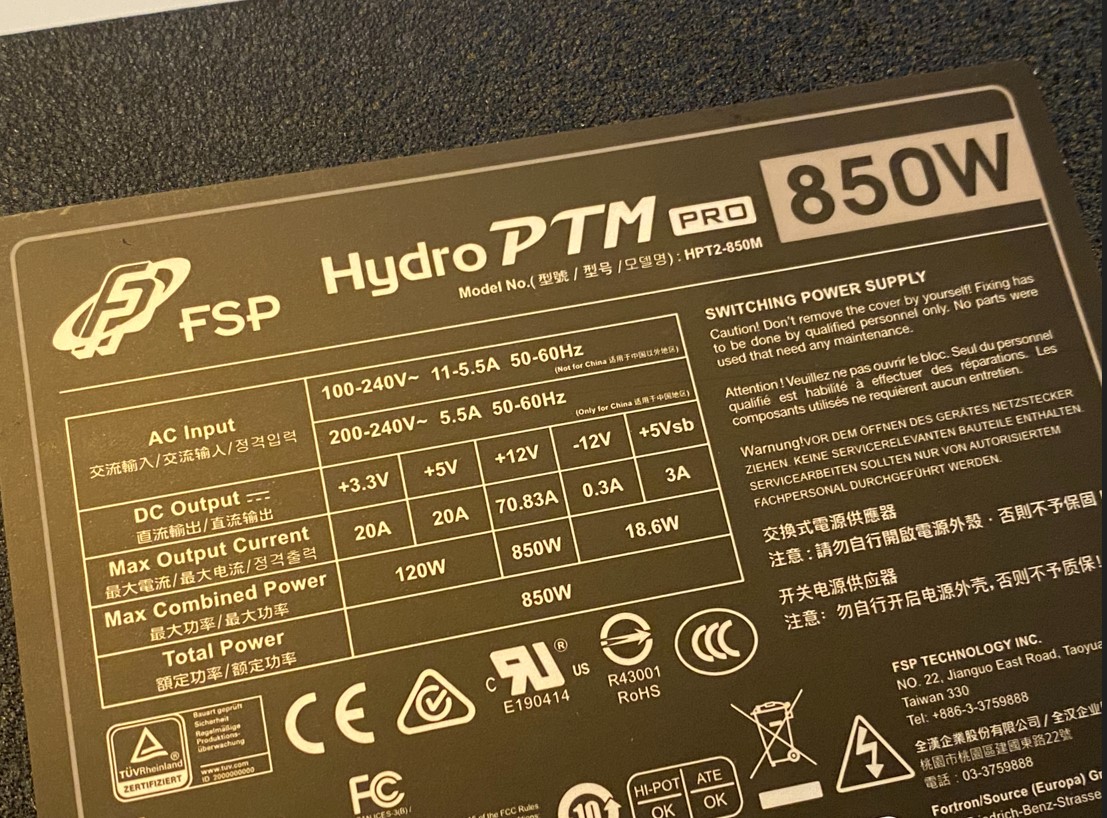 850W
Hydro PTM PRO
FSP
Model No.( 型號 / 型号 /모델명) : HPT2-850M
AC Input
交流輸入/交流输入/정격입력
100-240V~ 11-5.5A 50-60Hz
(Not for China 适用于中国以外地区)
200-240V~ 5.5A 50-60Hz
(Only for China 适用于中国地区)
DC Output
直流輸出/直流输出
+3.3V +5V +12V -12V +5Vsb
Max Output Current
最大電流/最大电流/정격출력
20A 20A 70.83A 0.3A 3A
Max Combined Power
最大功率/最大功率
120W 850W 18.6W
Total Power
額定功率/额定功率
850W
SWITCHING POWER SUPPLY
Caution! Don't remove the cover by yourself! Fixing has
to be done by qualified personnel only. No parts were
used that need any maintenance.
Attention ! Veuillez ne pas ouvrir le bloc. Seul du personnel
qualifié est habilité à effectuer des réparations. Les
composants utilisés ne requièrent aucun entretien.
Warnung!VOR DEM ÖFFNEN DES GERÄTES NETZSTECKER
ZIEHEN. KEINE SERVICERELEVANTEN BAUTEILE ENTHALTEN.
SERVICEARBEITEN SOLLTEN NUR VON AUTORISIERTEM
FACHPERSONAL DURCHGEFÜHRT WERDEN.
交換式電源供應器
注意 : 請勿自行開啟電源外殼 · 否則不予保固 !
开关电源供应器
注意: 勿自行开启电源外壳, 否则不予质保!
TÜVRheinland
ZERTIFIZIERT
Bauart geprüft
Sicherheit
Regelmäßige
Produktions-
überwachung
www.tuv.com
ID 2000000000
CE
C RU ® US
E190414
R43001
RoHS
CCC
FC
of the FCC Rules
10
HI-POT OK
ATE OK
FSP TECHNOLOGY INC.
NO. 22, Jianguo East Road, Taoyua
Taiwan 330
Tel: +886-3-3759888
全漢企業股份有限公司 / 全汉企业
桃園市桃園區建國東路22號
電話 : 03-3759888
Fortron/Source (Europa) G
iedrich-Benz-Strasse